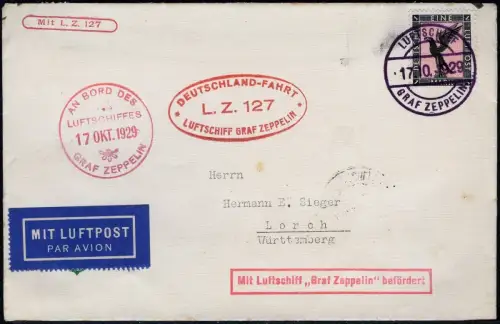 Mit L. Z. 127
EINE
LUFTSCHIFF
17.10.1929
GRAF ZEPPELIN
AN BORD DES
LUFTSCHIFFES
17 OKT. 1929
GRAF ZEPPELIN
DEUTSCHLAND-FAHRT
L. Z. 127
LUFTSCHIFF GRAF ZEPPELIN
Herrn
Hermann E. Sieger
Lorch
Württemberg
MIT LUFTPOST
PAR AVION
Mit Luftschiff „Graf Zeppelin" befördert